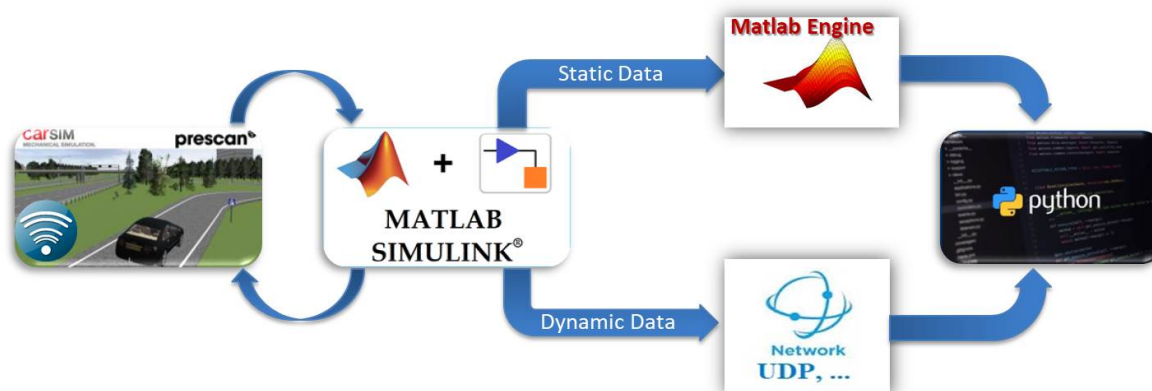 carSIM
MECHANICAL SIMULATION.
prescan
+
MATLAB
SIMULINK®
Static Data
Matlab Engine
Dynamic Data
Network
UDP, ...
python